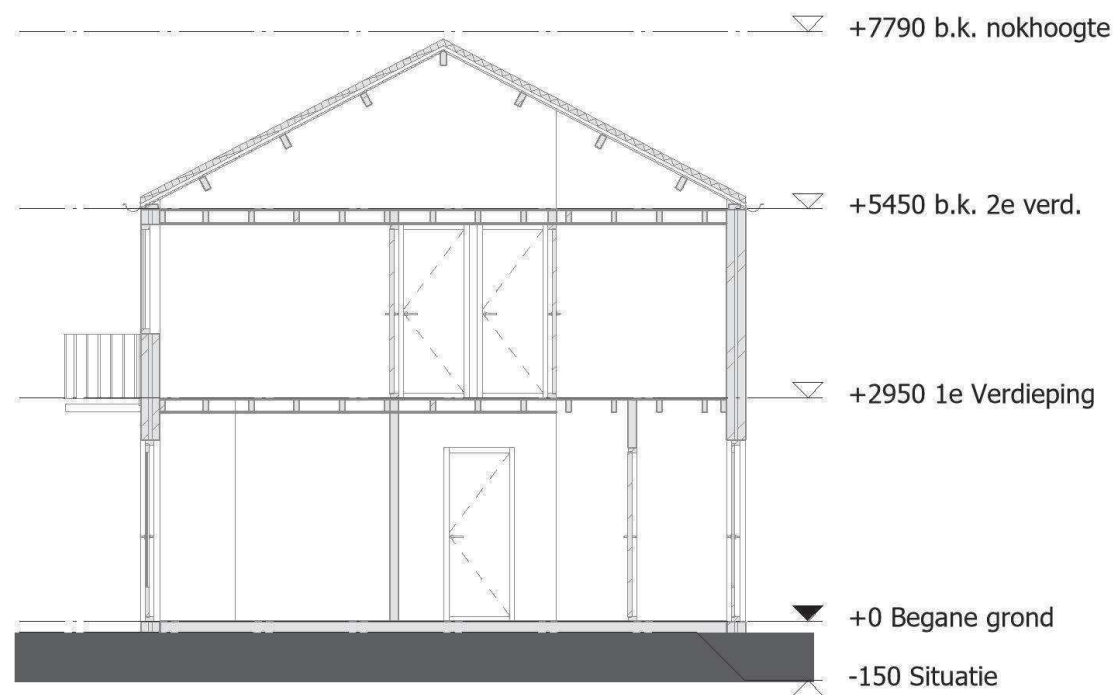 +7790 b.k. nokhoogte
+5450 b.k. 2e verd.
+2950 1e Verdieping
+0 Begane grond
-150 Situatie